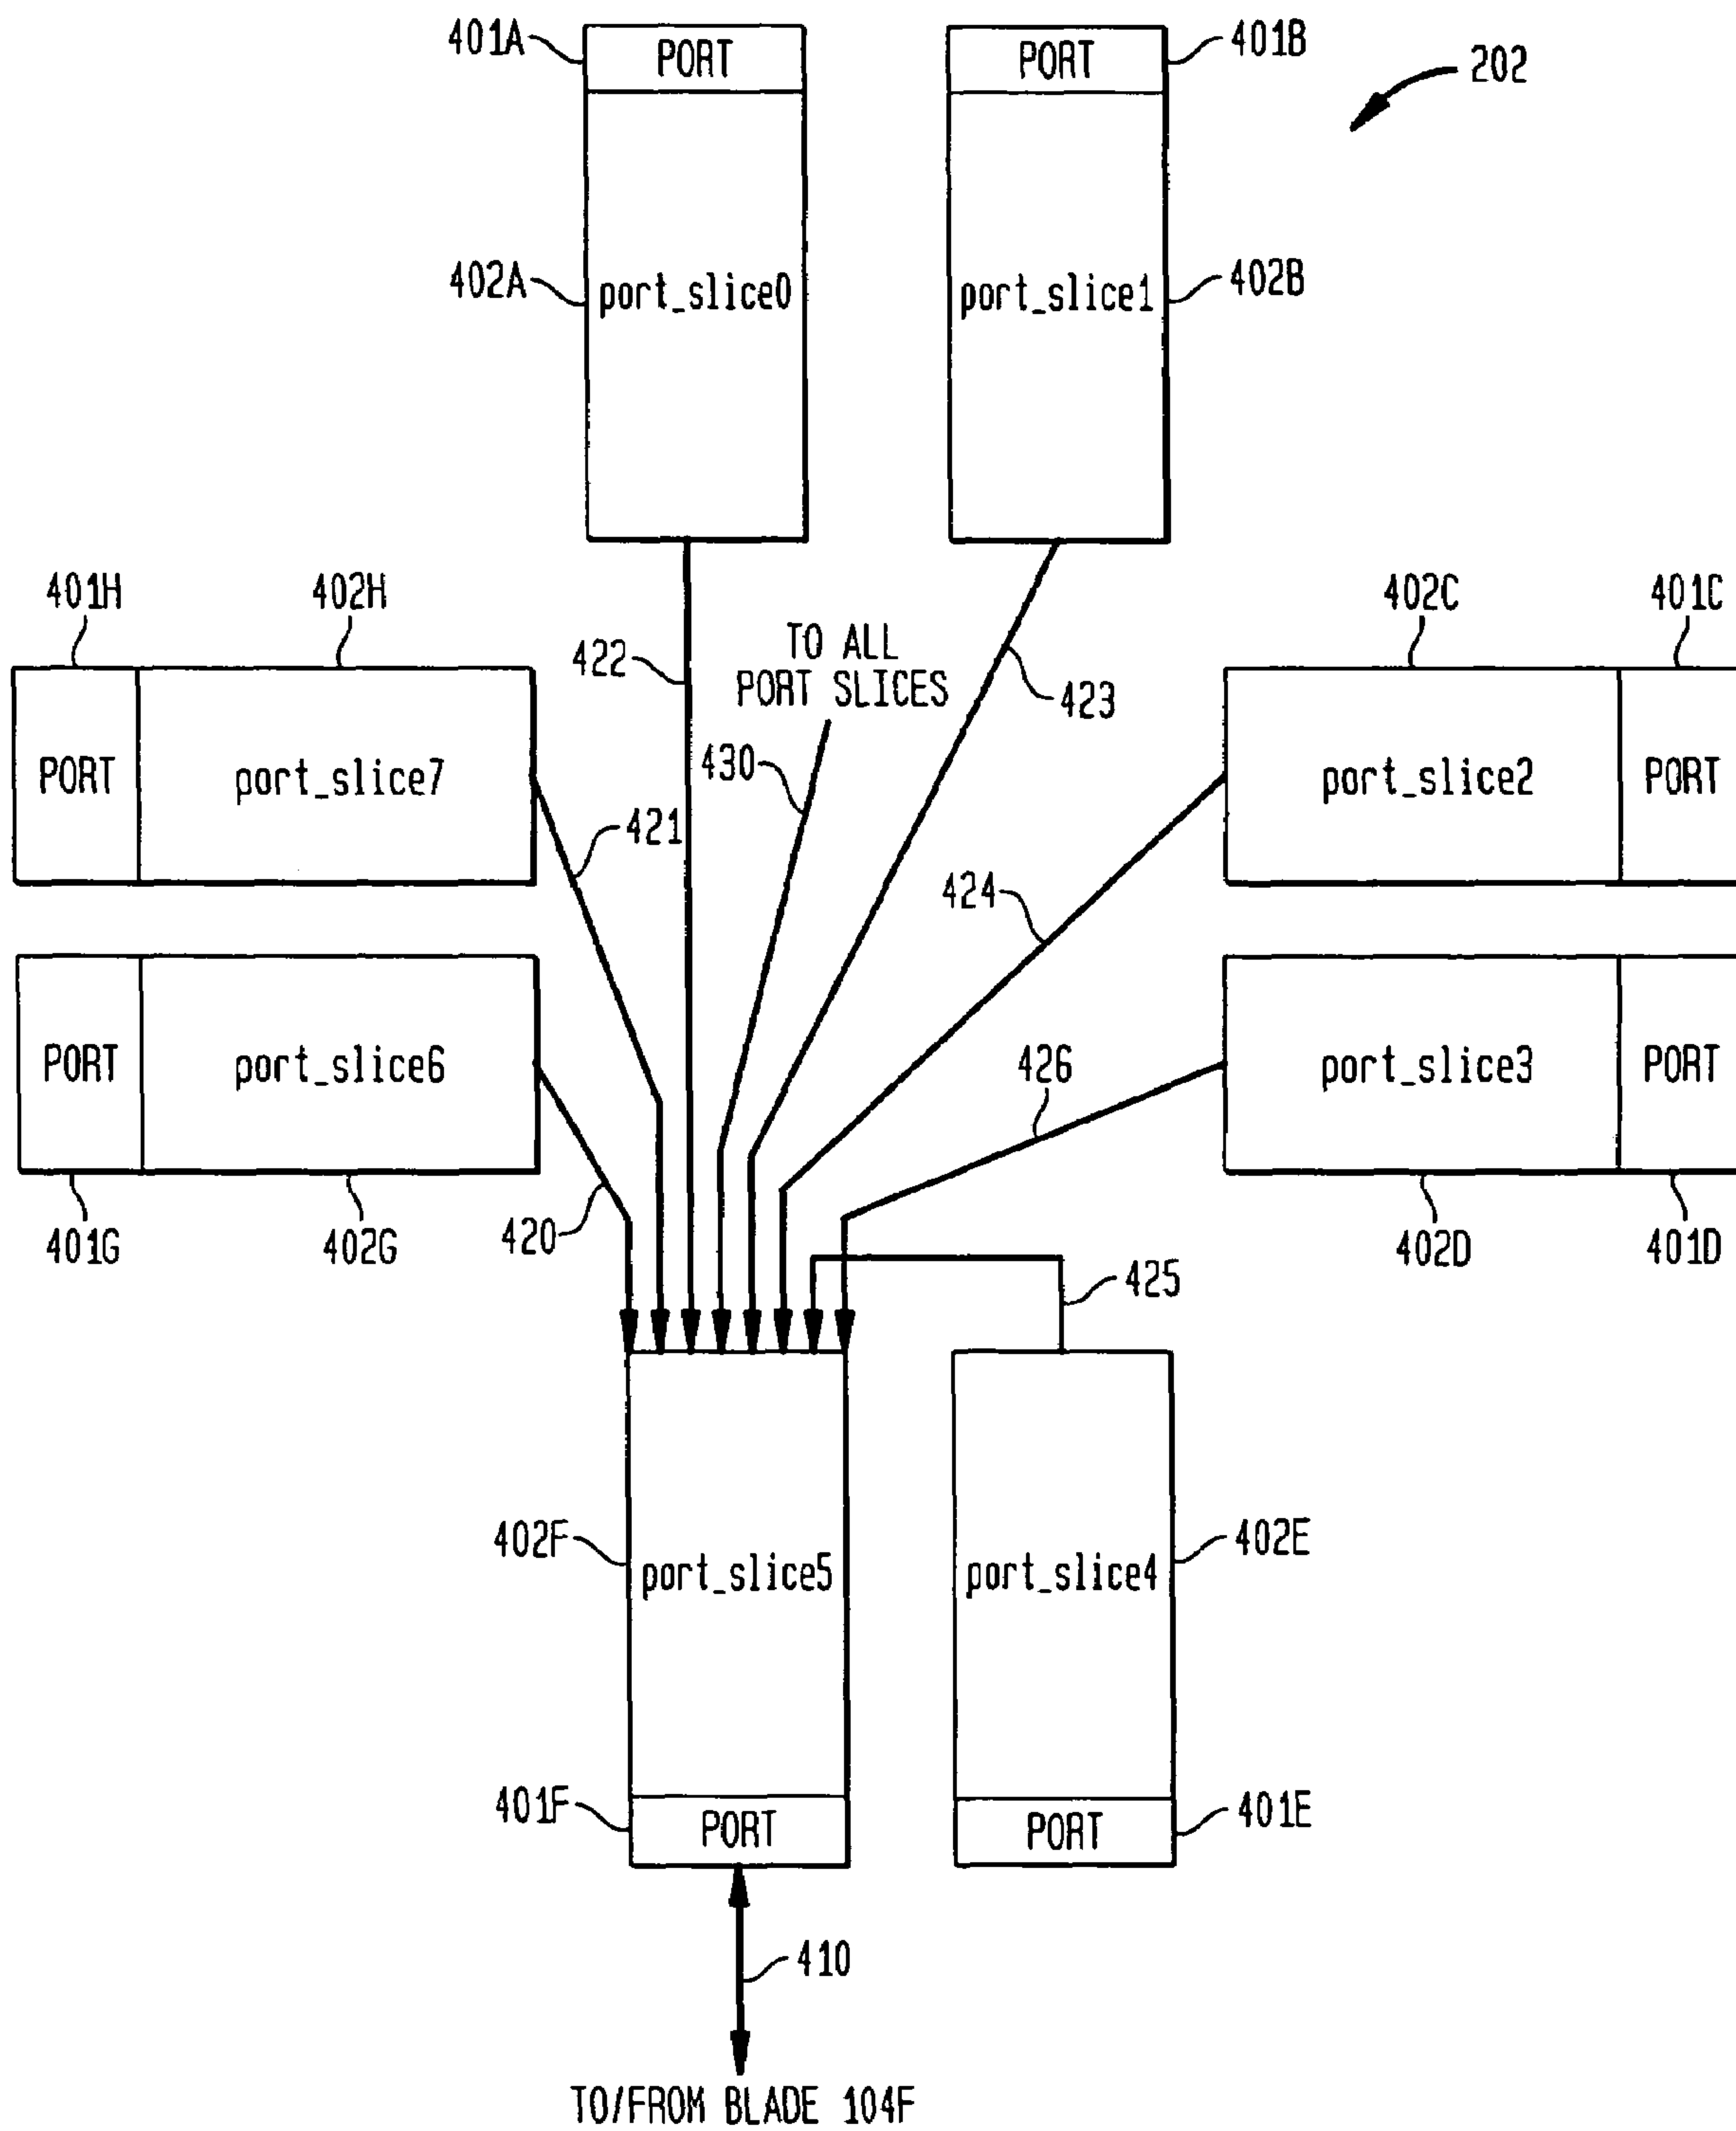 401A
PORT
PORT
401B
202
402A
port_slice0
port_slice1
402B
401H
402H
402C
401C
422
TO ALL
PORT SLICES
423
430
PORT
port_slice7
port_slice2
PORT
421
424
PORT
port_slice6
426
port_slice3
PORT
401G
402G
420
402D
401D
425
402F
port_slice5
port_slice4
402E
401F
PORT
PORT
401E
410
TO/FROM BLADE 104F